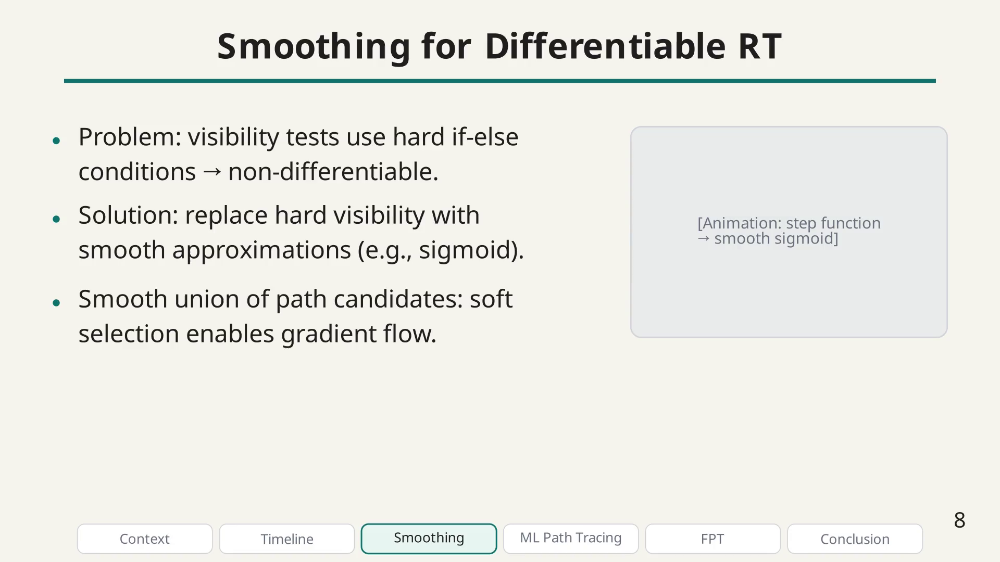 Smoothing for Differentiable RT
• Problem: visibility tests use hard if-else
conditions → non-differentiable.
• Solution: replace hard visibility with
smooth approximations (e.g., sigmoid).
• Smooth union of path candidates: soft
selection enables gradient flow.
[Animation: step function
→ smooth sigmoid]
8
Context
Timeline
Smoothing
ML Path Tracing
FPT
Conclusion